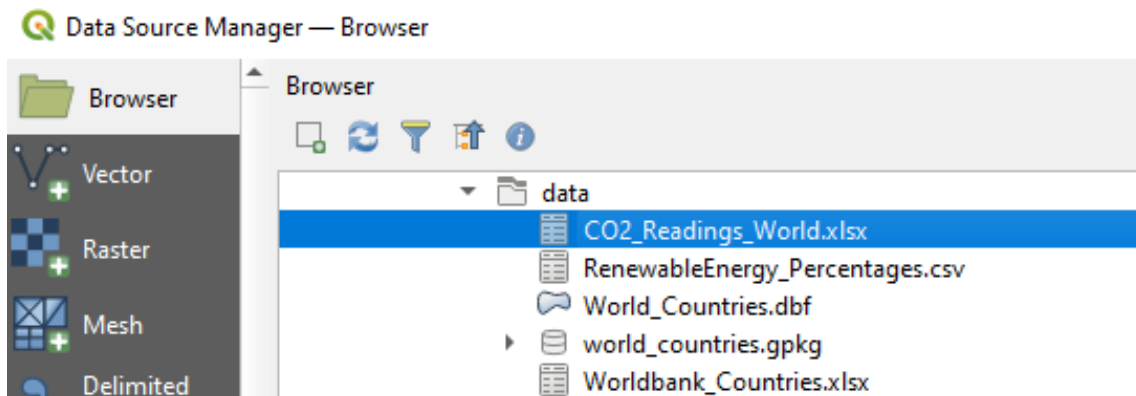 Data Source Manager — Browser
Browser
Vector
Raster
Mesh
Delimited
Browser
data
CO2_Readings_World.xlsx
RenewableEnergy_Percentages.csv
World_Countries.dbf
world_countries.gpkg
Worldbank_Countries.xlsx